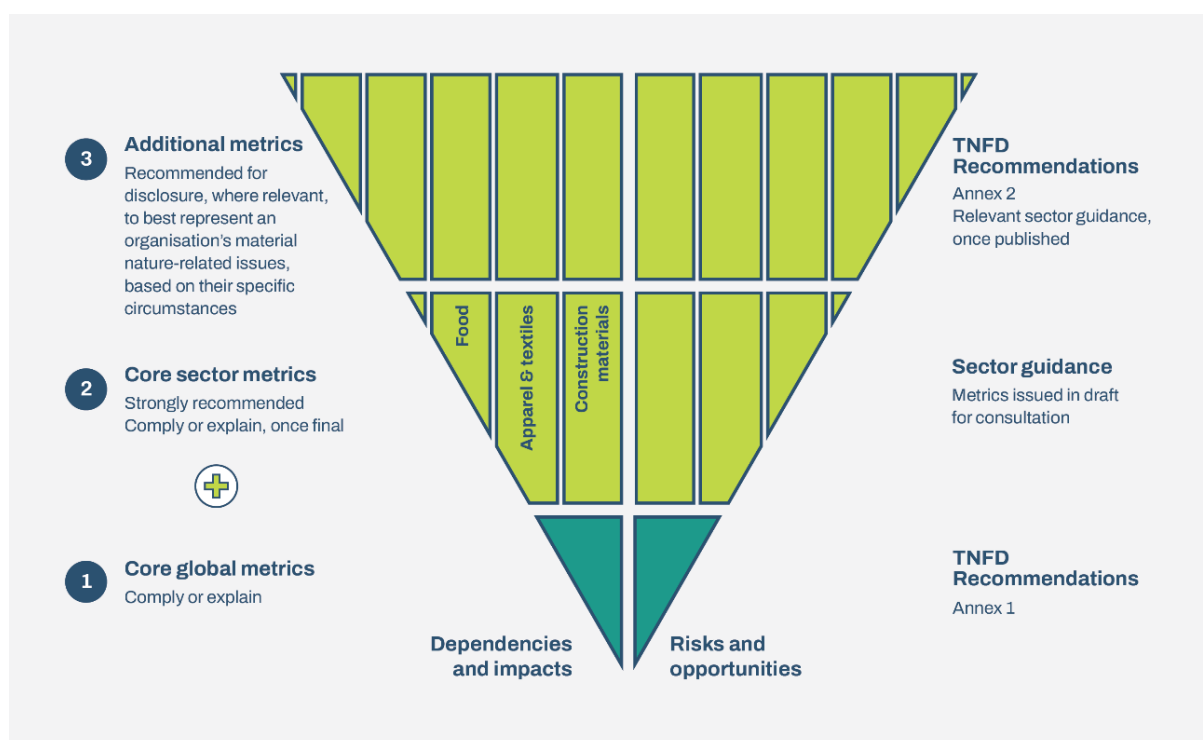 3
Additional metrics
Recommended for
disclosure, where relevant,
to best represent an
organisation's material
nature-related issues,
based on their specific
circumstances
TNFD
Recommendations
Annex 2
Relevant sector guidance,
once published
Food
Apparel & textiles
Construction
materials
2
Core sector metrics
Strongly recommended
Comply or explain, once final
Sector guidance
Metrics issued in draft
for consultation
1
Core global metrics
Comply or explain
TNFD
Recommendations
Annex 1
Dependencies
and impacts
Risks and
opportunities